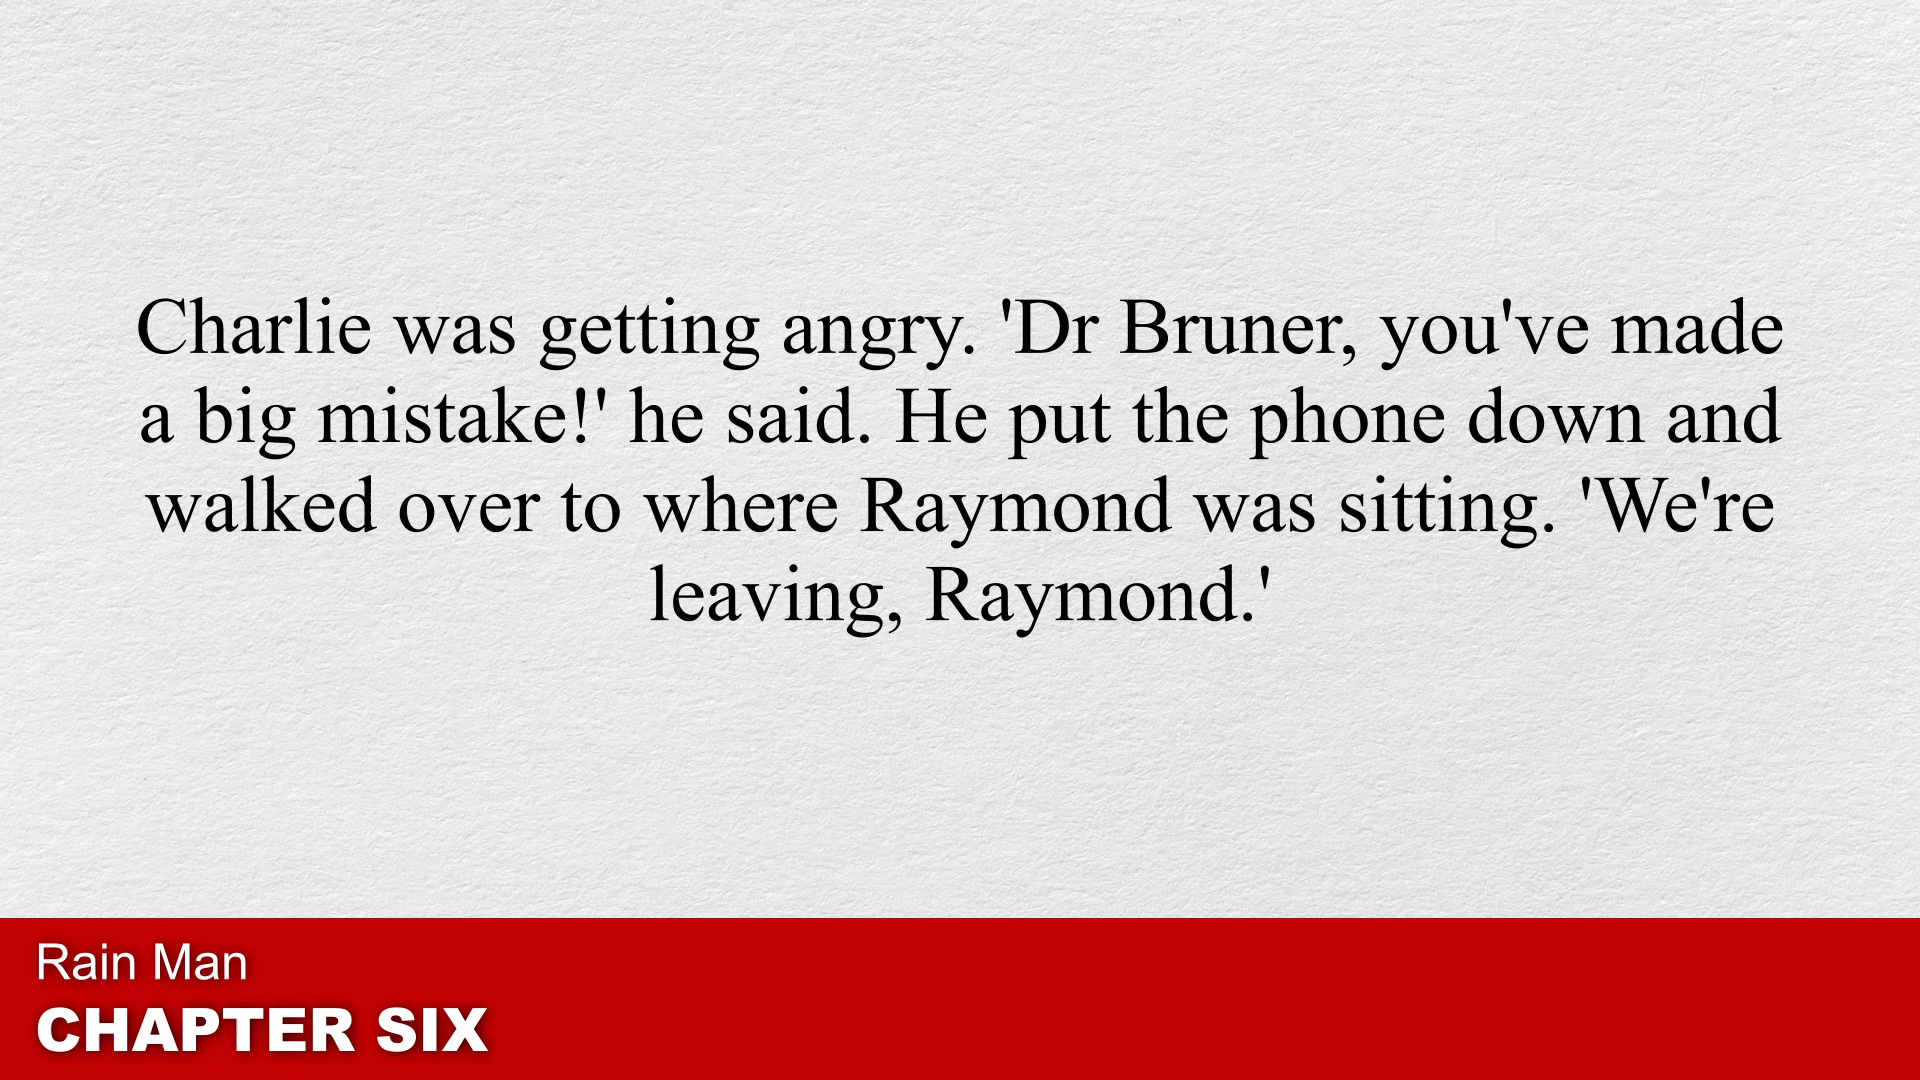 Charlie was getting angry. 'Dr Bruner, you've made
a big mistake!' he said. He put the phone down and
walked over to where Raymond was sitting. 'We're
leaving, Raymond.'
Rain Man
CHAPTER SIX